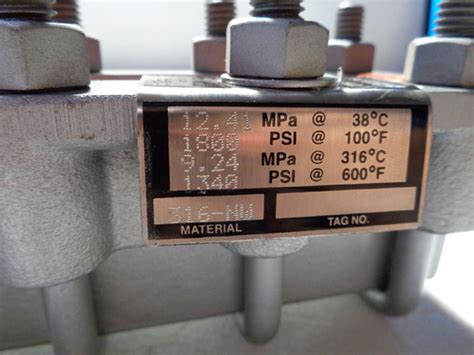 12.41 MPa @ 38°C
1800 PSI @ 100°F
9.24 MPa @ 316°C
1340 PSI @ 600°F
316-NW
MATERIAL TAG NO.